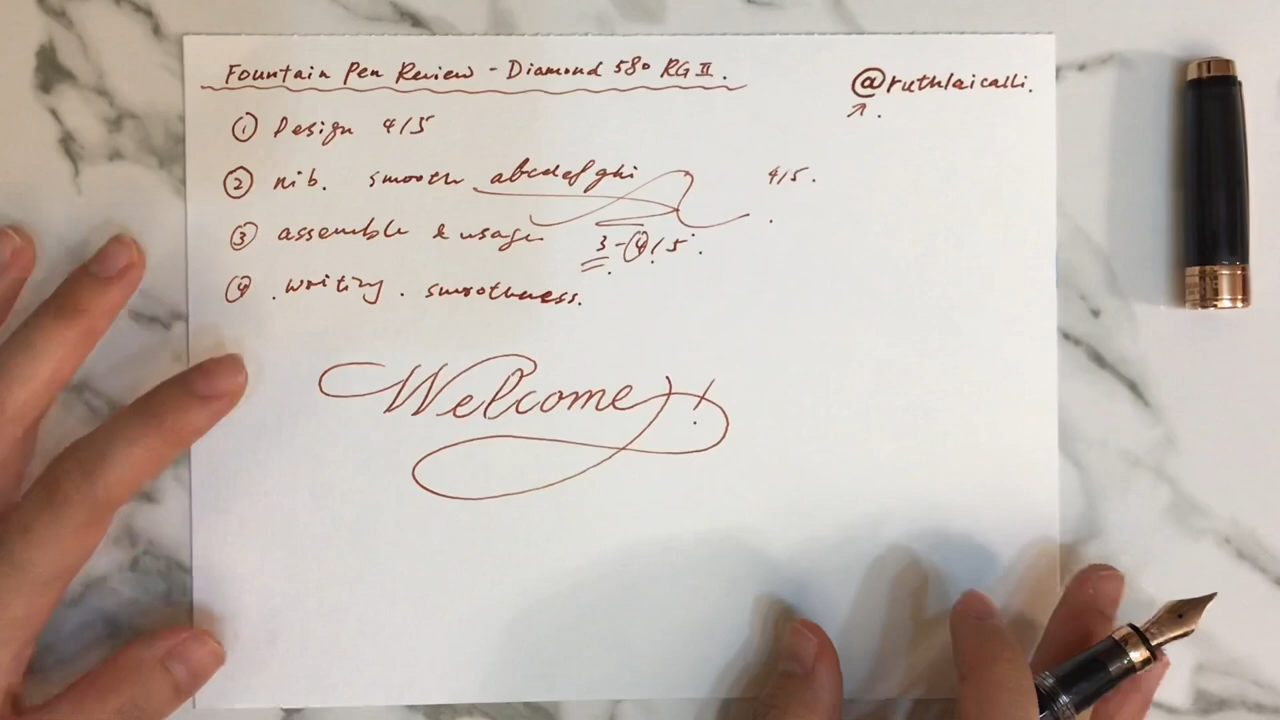 Fountain Pen Review - Diamond 580 RG II.
@ruthlaicalli.
① Design 4/5
② nib. smooth abcdefghi 4/5.
③ assemble & usage 3-④/5.
④ . writing . smoothness.
Welcome!